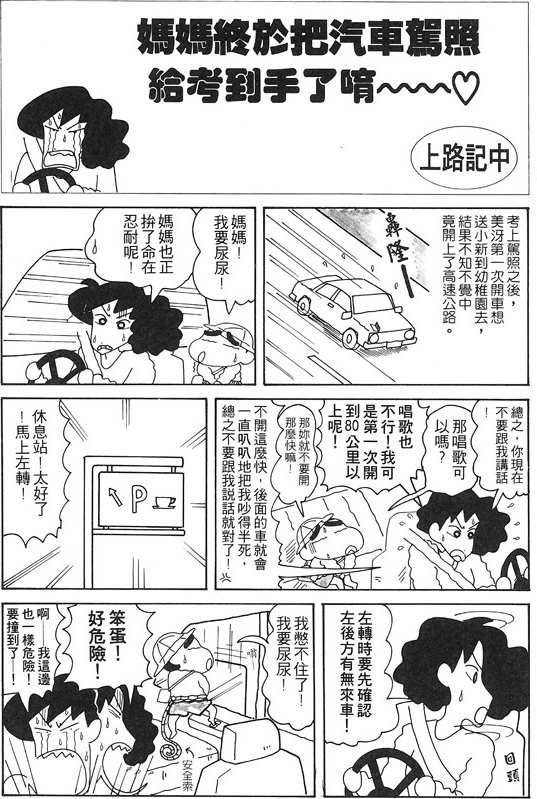 媽媽終於把汽車駕照
給考到手了唷~~~~♡
上路記中
考上駕照之後，
美冴第一次開車想
送小新到幼稚園去，
結果不知不覺中
竟開上了高速公路。
轟隆—
媽媽！
我要尿尿！
媽媽也正
拚了命在
忍耐呢！
總之，你現在
不要跟我講話
！
那唱歌可
以嗎？
唱歌也
不行！我可
是第一次開
到80公里以
上呢！
那妳就不要開
那麼快嘛！
不開這麼快，後面的車就會
一直叭叭地把我吵得半死，
總之不要跟我說話就對了！
休息站！太好了
！馬上左轉！
P
左轉時要先確認
左後方有無來車！
回頭
我憋不住了！
我要尿尿！
嗡
安全索
笨蛋！
好危險！
啊—我這邊
也一樣危險！
要撞到了—！